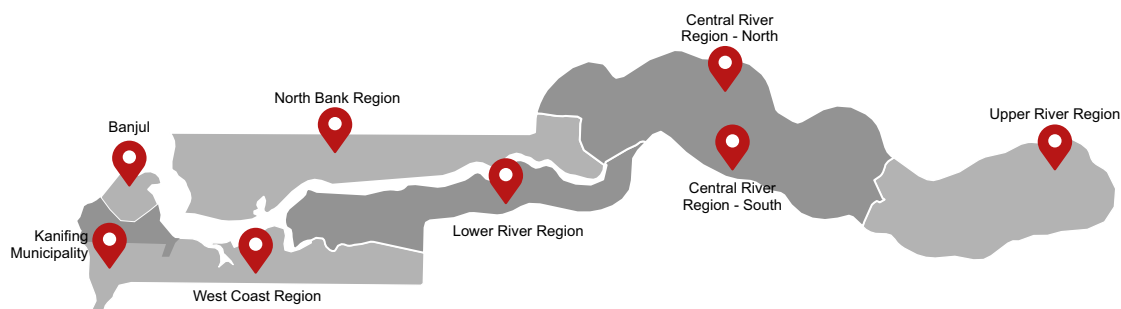 Central River
Region - North
North Bank Region
Upper River Region
Banjul
Central River
Region - South
Lower River Region
Kanifing
Municipality
West Coast Region